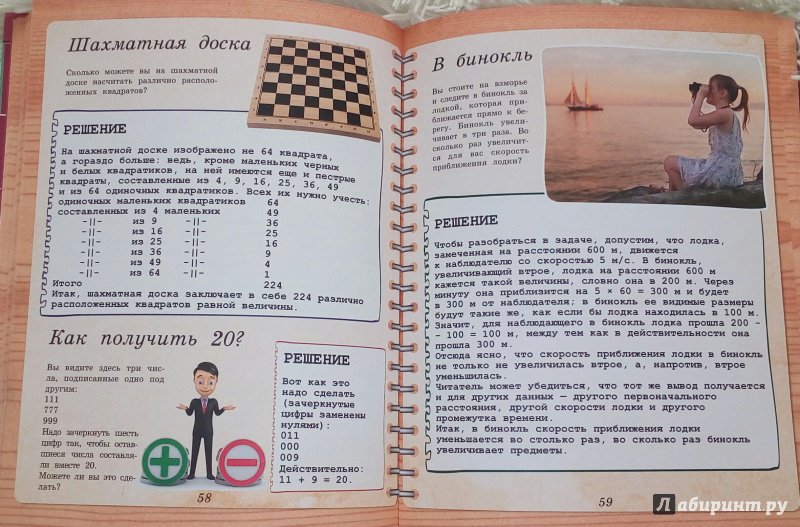 Шахматная доска
Сколько можете вы на шахматной
доске насчитать различно располо-
женных квадратов?
A B C D E F G H
РЕШЕНИЕ
На шахматной доске изображено не 64 квадрата,
а гораздо больше: ведь, кроме маленьких черных
и белых квадратиков, на ней имеются еще и пестрые
квадраты, составленные из 4, 9, 16, 25, 36, 49
и из 64 одиночных квадратиков. Всех их нужно учесть:
одиночных маленьких квадратиков 64
составленных из 4 маленьких 49
-||- из 9 -||- 36
-||- из 16 -||- 25
-||- из 25 -||- 16
-||- из 36 -||- 9
-||- из 49 -||- 4
-||- из 64 -||- 1
Итого 224
Итак, шахматная доска заключает в себе 224 различно
расположенных квадратов равной величины.
Как получить 20?
Вы видите здесь три чис-
ла, подписанные одно под
другим:
111
777
999
Надо зачеркнуть шесть
цифр так, чтобы остав-
шиеся числа составля-
ли вместе 20.
Можете ли вы это сде-
лать?
РЕШЕНИЕ
Вот как это
надо сделать
(зачеркнутые
цифры заменены
нулями):
011
000
009
Действительно:
11 + 9 = 20.
58
В бинокль
Вы стоите на взморье
и следите в бинокль за
лодкой, которая при-
ближается прямо к бе-
регу. Бинокль увели-
чивает в три раза. Во
сколько раз увеличит-
ся для вас скорость
приближения лодки?
РЕШЕНИЕ
Чтобы разобраться в задаче, допустим, что лодка,
замеченная на расстоянии 600 м, движется
к наблюдателю со скоростью 5 м/с. В бинокль,
увеличивающий втрое, лодка на расстоянии 600 м
кажется такой величины, словно она в 200 м. Через
минуту она приблизится на 5 × 60 = 300 м и будет
в 300 м от наблюдателя; в бинокль ее видимые размеры
будут такие же, как если бы лодка находилась в 100 м.
Значит, для наблюдающего в бинокль лодка прошла 200 -
- 100 = 100 м, между тем как в действительности она
прошла 300 м.
Отсюда ясно, что скорость приближения лодки в бинокль
не только не увеличилась втрое, а, напротив, втрое
уменьшилась.
Читатель может убедиться, что тот же вывод получается
и для других данных — другого первоначального
расстояния, другой скорости лодки и другого
промежутка времени.
Итак, в бинокль скорость приближения лодки
уменьшается во столько раз, во сколько раз бинокль
увеличивает предметы.
59
Лабиринт.ру